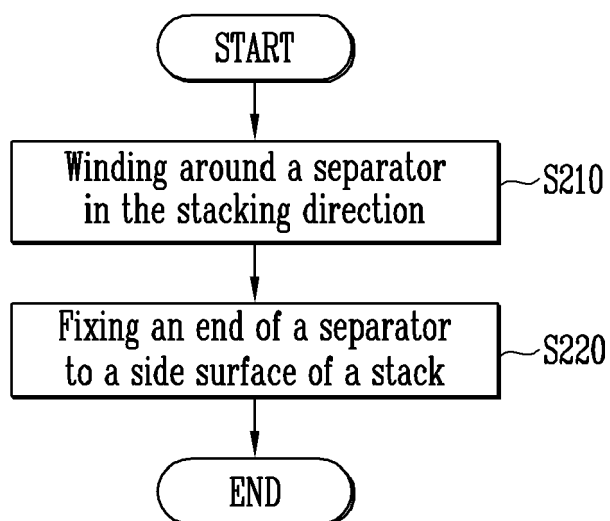 START
Winding around a separator
in the stacking direction
S210
Fixing an end of a separator
to a side surface of a stack
S220
END